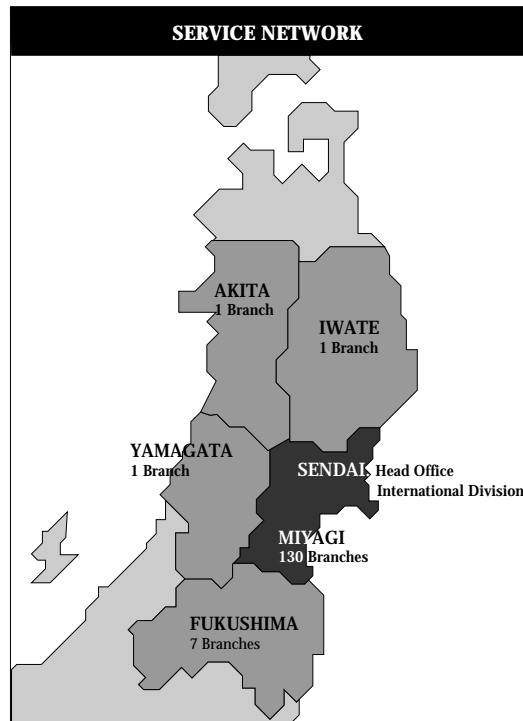 SERVICE NETWORK
AKITA
1 Branch
IWATE
1 Branch
YAMAGATA
1 Branch
SENDAI Head Office
International Division
MIYAGI
130 Branches
FUKUSHIMA
7 Branches